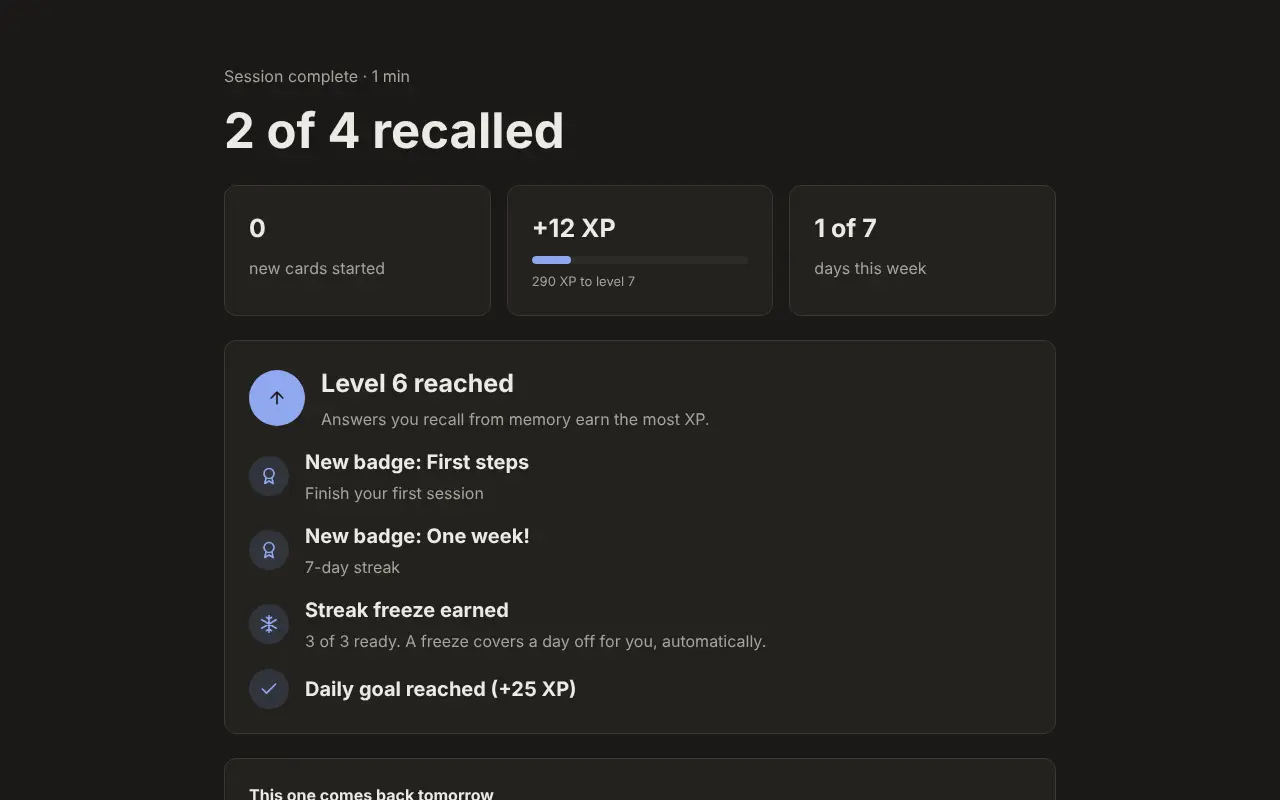 Session complete · 1 min
2 of 4 recalled
0
new cards started
+12 XP
290 XP to level 7
1 of 7
days this week
Level 6 reached
Answers you recall from memory earn the most XP.
New badge: First steps
Finish your first session
New badge: One week!
7-day streak
Streak freeze earned
3 of 3 ready. A freeze covers a day off for you, automatically.
Daily goal reached (+25 XP)
This one comes back tomorrow